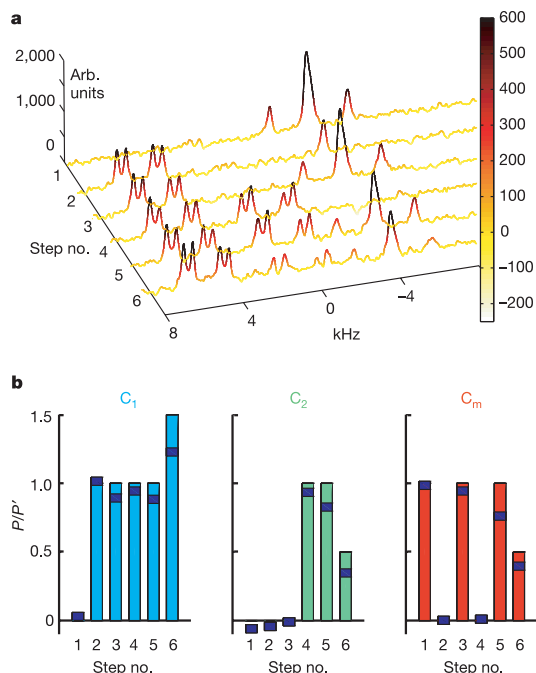 a
2,000
Arb.
units
1,000
0
1
2
3
Step no. 4
5
6
8
4
0
−4
kHz
600
500
400
300
200
100
0
−100
−200
b
C1 C2 Cm
P/P′
1.5
1.0
0.5
0
1 2 3 4 5 6 1 2 3 4 5 6 1 2 3 4 5 6
Step no. Step no. Step no.